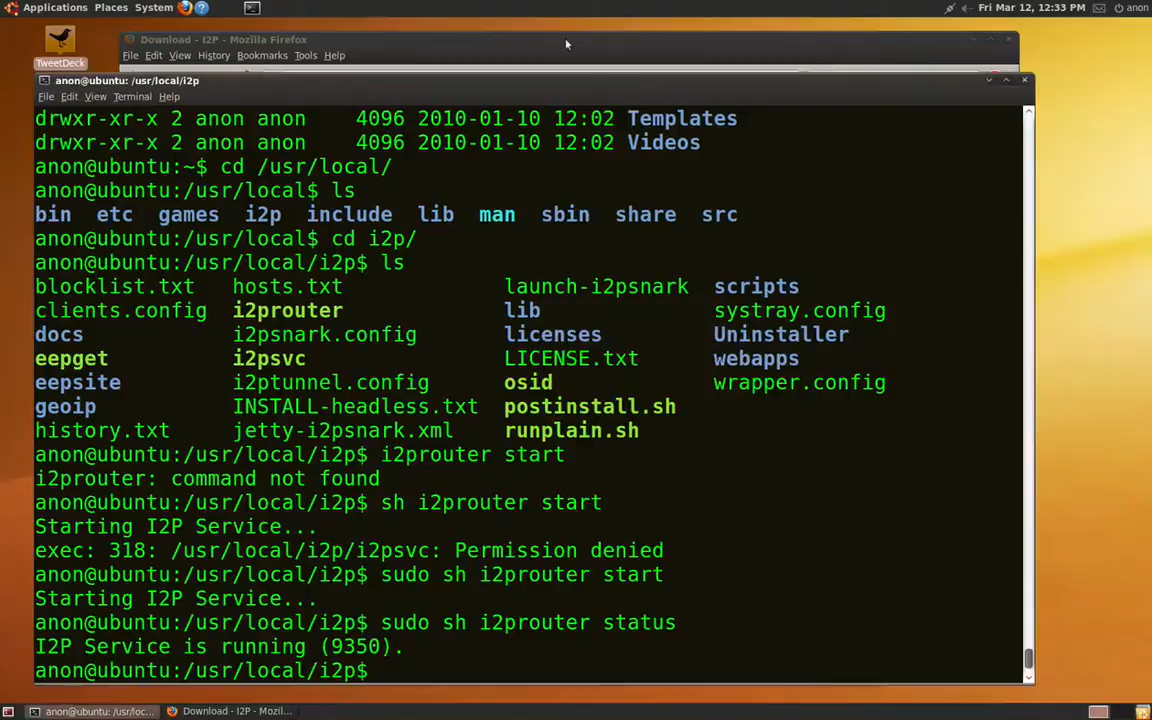 Applications Places System Fri Mar 12, 12:33 PM anon
TweetDeck
Download - I2P - Mozilla Firefox
File Edit View History Bookmarks Tools Help
anon@ubuntu: /usr/local/i2p
File Edit View Terminal Help
drwxr-xr-x 2 anon anon 4096 2010-01-10 12:02 Templates
drwxr-xr-x 2 anon anon 4096 2010-01-10 12:02 Videos
anon@ubuntu:~$ cd /usr/local/
anon@ubuntu:/usr/local$ ls
bin etc games i2p include lib man sbin share src
anon@ubuntu:/usr/local$ cd i2p/
anon@ubuntu:/usr/local/i2p$ ls
blocklist.txt hosts.txt launch-i2psnark scripts
clients.config i2prouter lib systray.config
docs i2psnark.config licenses Uninstaller
eepget i2psvc LICENSE.txt webapps
eepsite i2ptunnel.config osid wrapper.config
geoip INSTALL-headless.txt postinstall.sh
history.txt jetty-i2psnark.xml runplain.sh
anon@ubuntu:/usr/local/i2p$ i2prouter start
i2prouter: command not found
anon@ubuntu:/usr/local/i2p$ sh i2prouter start
Starting I2P Service...
exec: 318: /usr/local/i2p/i2psvc: Permission denied
anon@ubuntu:/usr/local/i2p$ sudo sh i2prouter start
Starting I2P Service...
anon@ubuntu:/usr/local/i2p$ sudo sh i2prouter status
I2P Service is running (9350).
anon@ubuntu:/usr/local/i2p$
anon@ubuntu: /usr/loc... Download - I2P - Mozil...